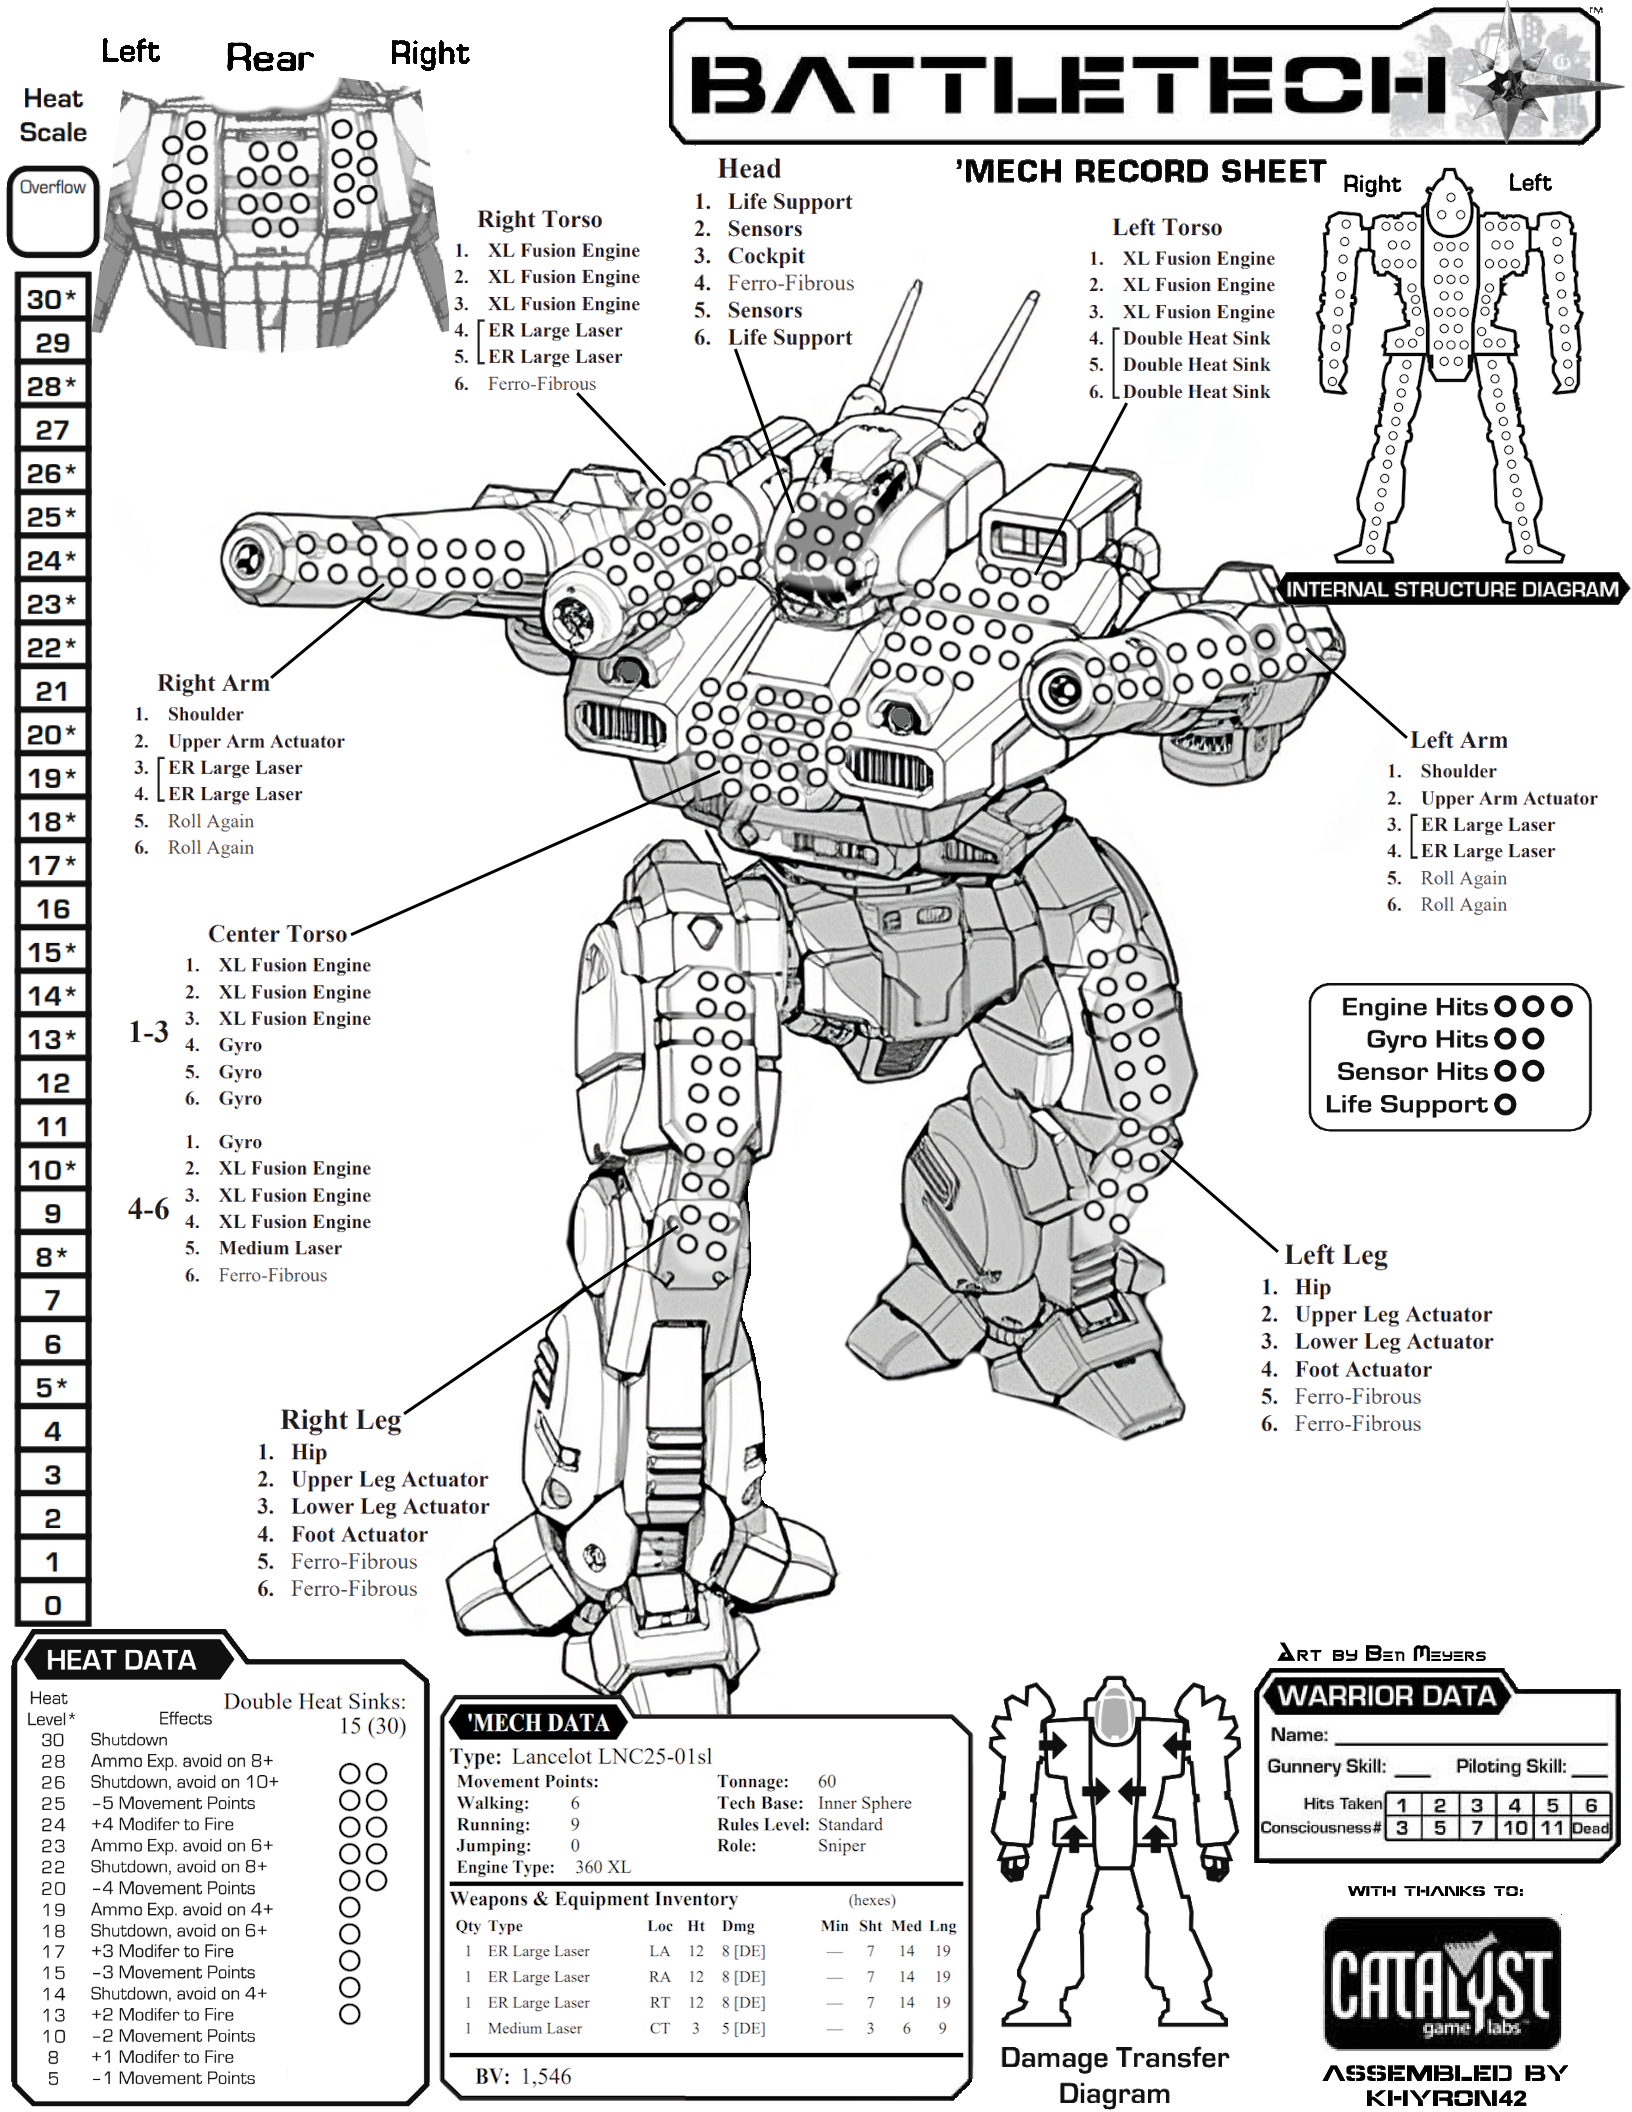 Left Rear Right
Heat
Scale
Overflow
30*
29
28*
27
26*
25*
24*
23*
22*
21
20*
19*
18*
17*
16
15*
14*
13*
12
11
10*
9
8*
7
6
5*
4
3
2
1
0
BATTLETECH™
'MECH RECORD SHEET
Head
1. Life Support
2. Sensors
3. Cockpit
4. Ferro-Fibrous
5. Sensors
6. Life Support
Right Torso
1. XL Fusion Engine
2. XL Fusion Engine
3. XL Fusion Engine
4. ER Large Laser
5. ER Large Laser
6. Ferro-Fibrous
Left Torso
1. XL Fusion Engine
2. XL Fusion Engine
3. XL Fusion Engine
4. Double Heat Sink
5. Double Heat Sink
6. Double Heat Sink
Right Left
INTERNAL STRUCTURE DIAGRAM
Right Arm
1. Shoulder
2. Upper Arm Actuator
3. ER Large Laser
4. ER Large Laser
5. Roll Again
6. Roll Again
Left Arm
1. Shoulder
2. Upper Arm Actuator
3. ER Large Laser
4. ER Large Laser
5. Roll Again
6. Roll Again
Center Torso
1-3
1. XL Fusion Engine
2. XL Fusion Engine
3. XL Fusion Engine
4. Gyro
5. Gyro
6. Gyro
4-6
1. Gyro
2. XL Fusion Engine
3. XL Fusion Engine
4. XL Fusion Engine
5. Medium Laser
6. Ferro-Fibrous
Engine Hits
Gyro Hits
Sensor Hits
Life Support
Left Leg
1. Hip
2. Upper Leg Actuator
3. Lower Leg Actuator
4. Foot Actuator
5. Ferro-Fibrous
6. Ferro-Fibrous
Right Leg
1. Hip
2. Upper Leg Actuator
3. Lower Leg Actuator
4. Foot Actuator
5. Ferro-Fibrous
6. Ferro-Fibrous
HEAT DATA
Heat
Level* Effects
Double Heat Sinks:
15 (30)
30 Shutdown
28 Ammo Exp. avoid on 8+
26 Shutdown, avoid on 10+
25 -5 Movement Points
24 +4 Modifer to Fire
23 Ammo Exp. avoid on 6+
22 Shutdown, avoid on 8+
20 -4 Movement Points
19 Ammo Exp. avoid on 4+
18 Shutdown, avoid on 6+
17 +3 Modifer to Fire
15 -3 Movement Points
14 Shutdown, avoid on 4+
13 +2 Modifer to Fire
10 -2 Movement Points
8 +1 Modifer to Fire
5 -1 Movement Points
'MECH DATA
Type: Lancelot LNC25-01sl
Movement Points: Tonnage: 60
Walking: 6 Tech Base: Inner Sphere
Running: 9 Rules Level: Standard
Jumping: 0 Role: Sniper
Engine Type: 360 XL
Weapons & Equipment Inventory (hexes)
Qty Type Loc Ht Dmg Min Sht Med Lng
1 ER Large Laser LA 12 8 [DE] — 7 14 19
1 ER Large Laser RA 12 8 [DE] — 7 14 19
1 ER Large Laser RT 12 8 [DE] — 7 14 19
1 Medium Laser CT 3 5 [DE] — 3 6 9
BV: 1,546
Damage Transfer
Diagram
Art by Ben Meyers
WARRIOR DATA
Name:
Gunnery Skill: Piloting Skill:
Hits Taken 1 2 3 4 5 6
Consciousness# 3 5 7 10 11 Dead
WITH THANKS TO:
CATALYST
game labs™
ASSEMBLED BY
KHYRON42